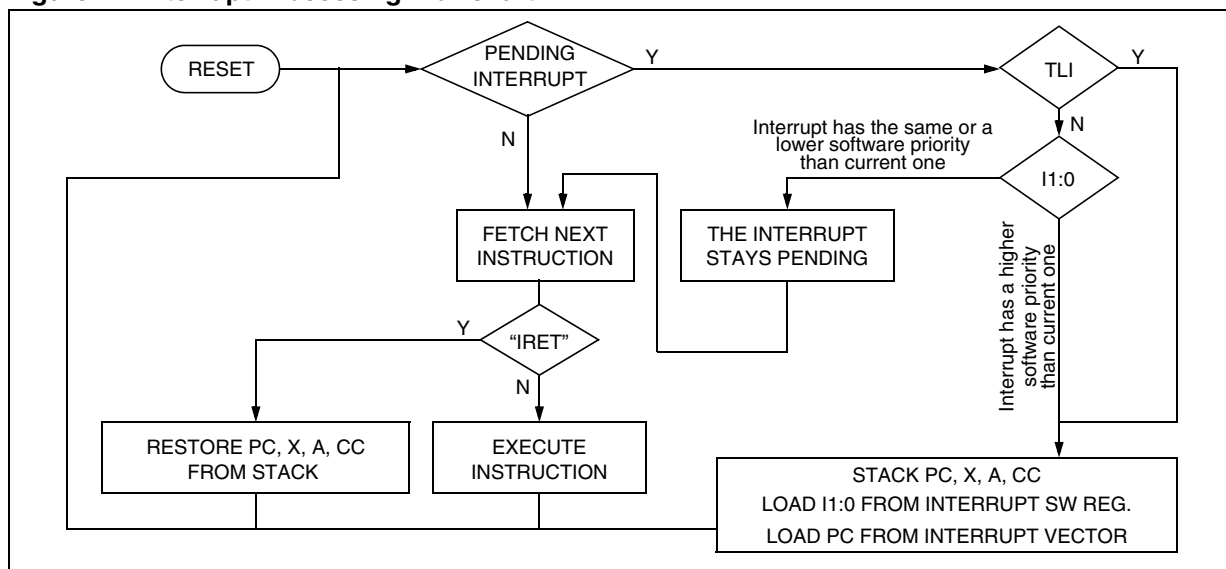 RESET
PENDING
INTERRUPT
Y
TLI
Y
N
N
Interrupt has the same or a
lower software priority
than current one
I1:0
FETCH NEXT
INSTRUCTION
THE INTERRUPT
STAYS PENDING
Interrupt has a higher
software priority
than current one
Y
“IRET”
N
RESTORE PC, X, A, CC
FROM STACK
EXECUTE
INSTRUCTION
STACK PC, X, A, CC
LOAD I1:0 FROM INTERRUPT SW REG.
LOAD PC FROM INTERRUPT VECTOR